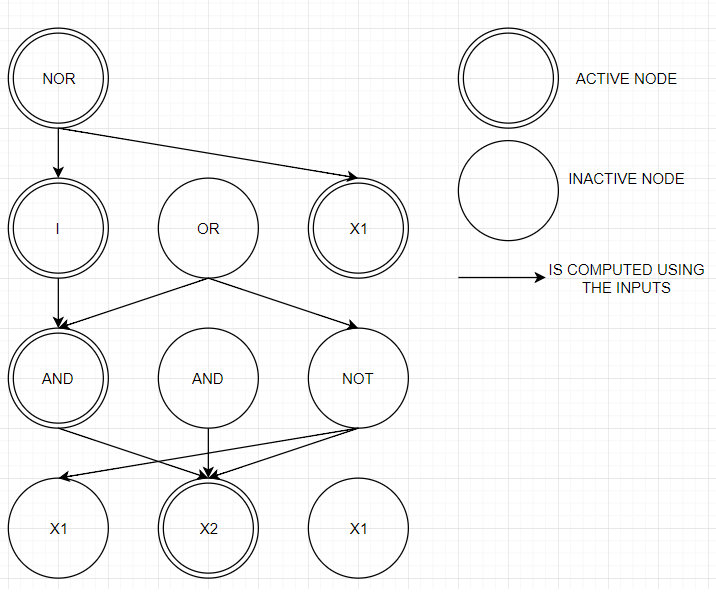 NOR
ACTIVE NODE
INACTIVE NODE
I
OR
X1
IS COMPUTED USING
THE INPUTS
AND
AND
NOT
X1
X2
X1